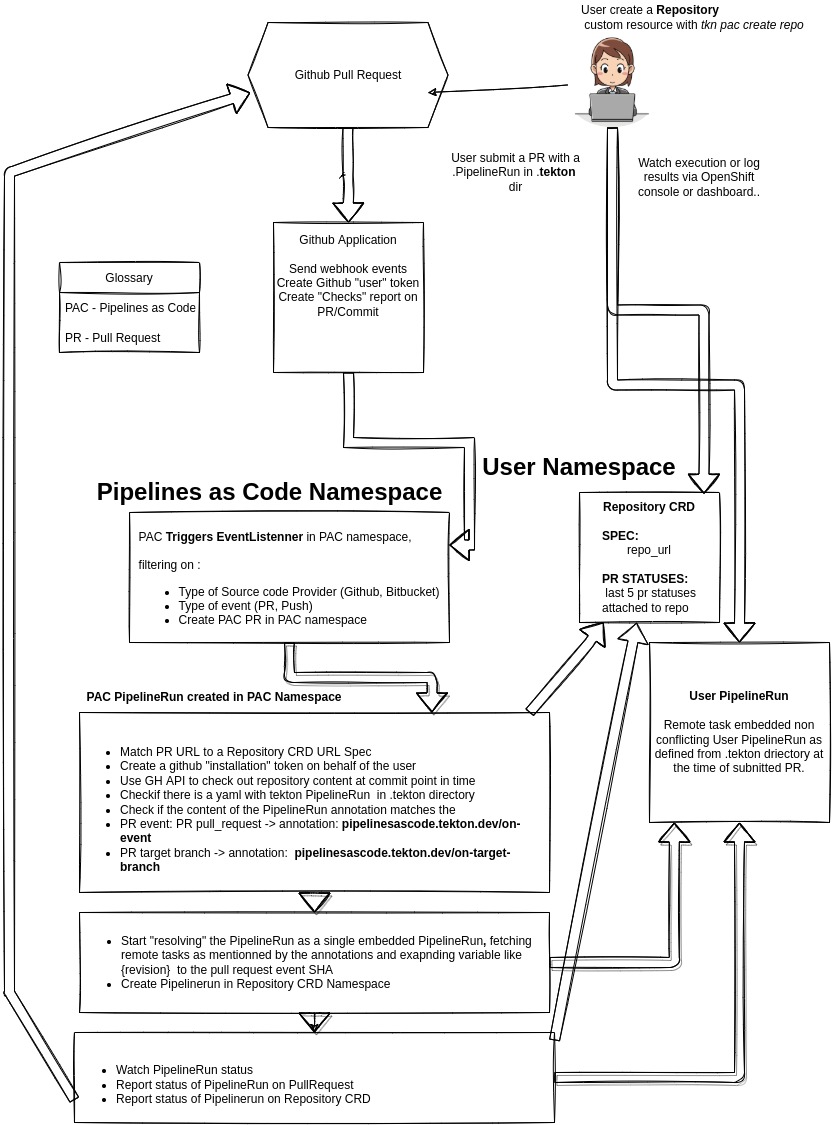 User create a Repository
custom resource with tkn pac create repo
Github Pull Request
User submit a PR with a
.PipelineRun in .tekton
dir
Watch execution or log
results via OpenShift
console or dashboard..
Github Application
Send webhook events
Create Github "user" token
Create "Checks" report on
PR/Commit
Glossary
PAC - Pipelines as Code
PR - Pull Request
User Namespace
Pipelines as Code Namespace
Repository CRD
SPEC:
repo_url
PR STATUSES:
last 5 pr statuses
attached to repo
PAC Triggers EventListenner in PAC namespace,
filtering on :
• Type of Source code Provider (Github, Bitbucket)
• Type of event (PR, Push)
• Create PAC PR in PAC namespace
PAC PipelineRun created in PAC Namespace
User PipelineRun
Remote task embedded non
conflicting User PipelineRun as
defined from .tekton driectory at
the time of subnitted PR.
• Match PR URL to a Repository CRD URL Spec
• Create a github "installation" token on behalf of the user
• Use GH API to check out repository content at commit point in time
• Checkif there is a yaml with tekton PipelineRun in .tekton directory
• Check if the content of the PipelineRun annotation matches the
• PR event: PR pull_request -> annotation: pipelinesascode.tekton.dev/on-
event
• PR target branch -> annotation: pipelinesascode.tekton.dev/on-target-
branch
• Start "resolving" the PipelineRun as a single embedded PipelineRun, fetching
remote tasks as mentionned by the annotations and exapnding variable like
{revision} to the pull request event SHA
• Create Pipelinerun in Repository CRD Namespace
• Watch PipelineRun status
• Report status of PipelineRun on PullRequest
• Report status of Pipelinerun on Repository CRD